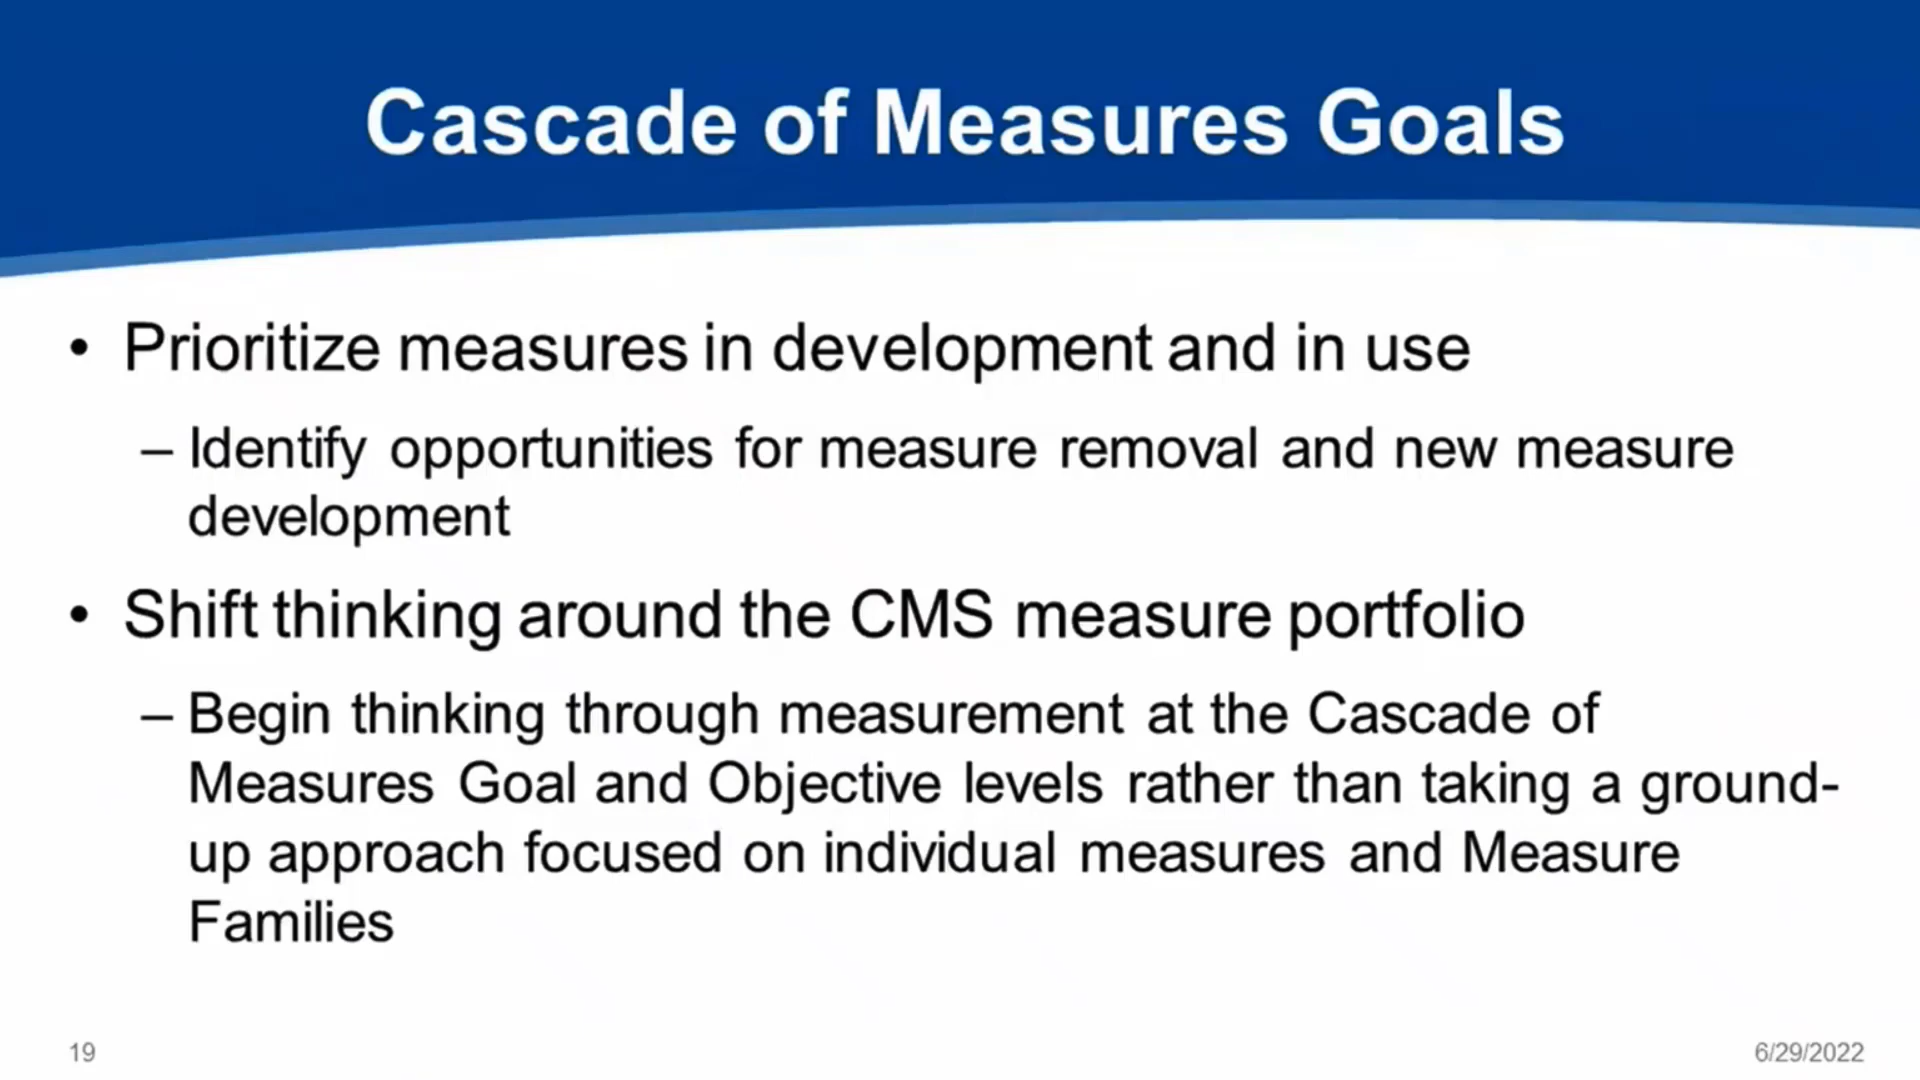 Cascade of Measures Goals
• Prioritize measures in development and in use
– Identify opportunities for measure removal and new measure
development
• Shift thinking around the CMS measure portfolio
– Begin thinking through measurement at the Cascade of
Measures Goal and Objective levels rather than taking a ground-
up approach focused on individual measures and Measure
Families
19
6/29/2022